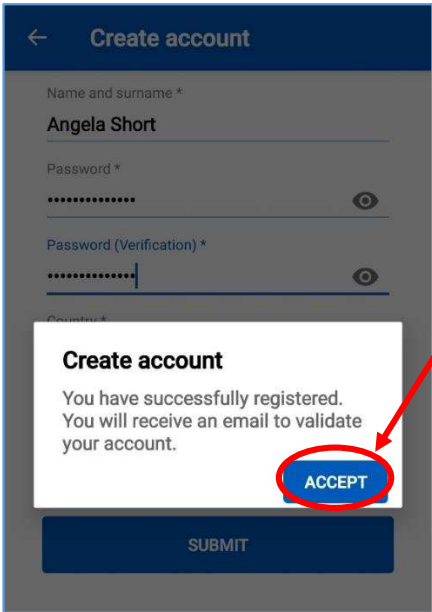 Create account
Name and surname *
Angela Short
Password *
••••••••••••••
Password (Verification) *
••••••••••••••
Country *
Create account
You have successfully registered.
You will receive an email to validate
your account.
ACCEPT
SUBMIT